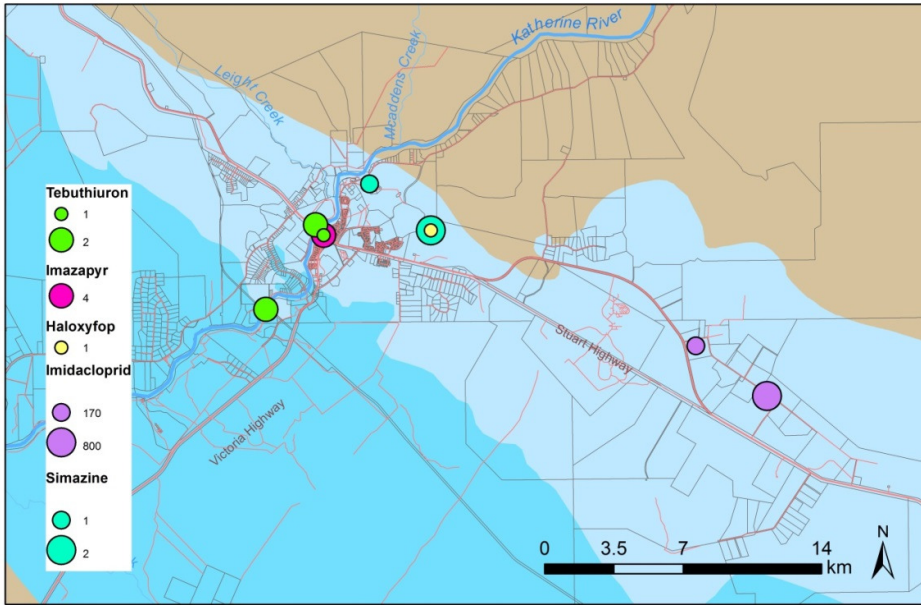 Katherine River
Mcaddens Creek
Leight Creek
Tebuthiuron
1
2
Imazapyr
4
Haloxyfop
1
Imidacloprid
170
800
Simazine
1
2
Stuart Highway
Victoria Highway
N
0 3.5 7 14
km